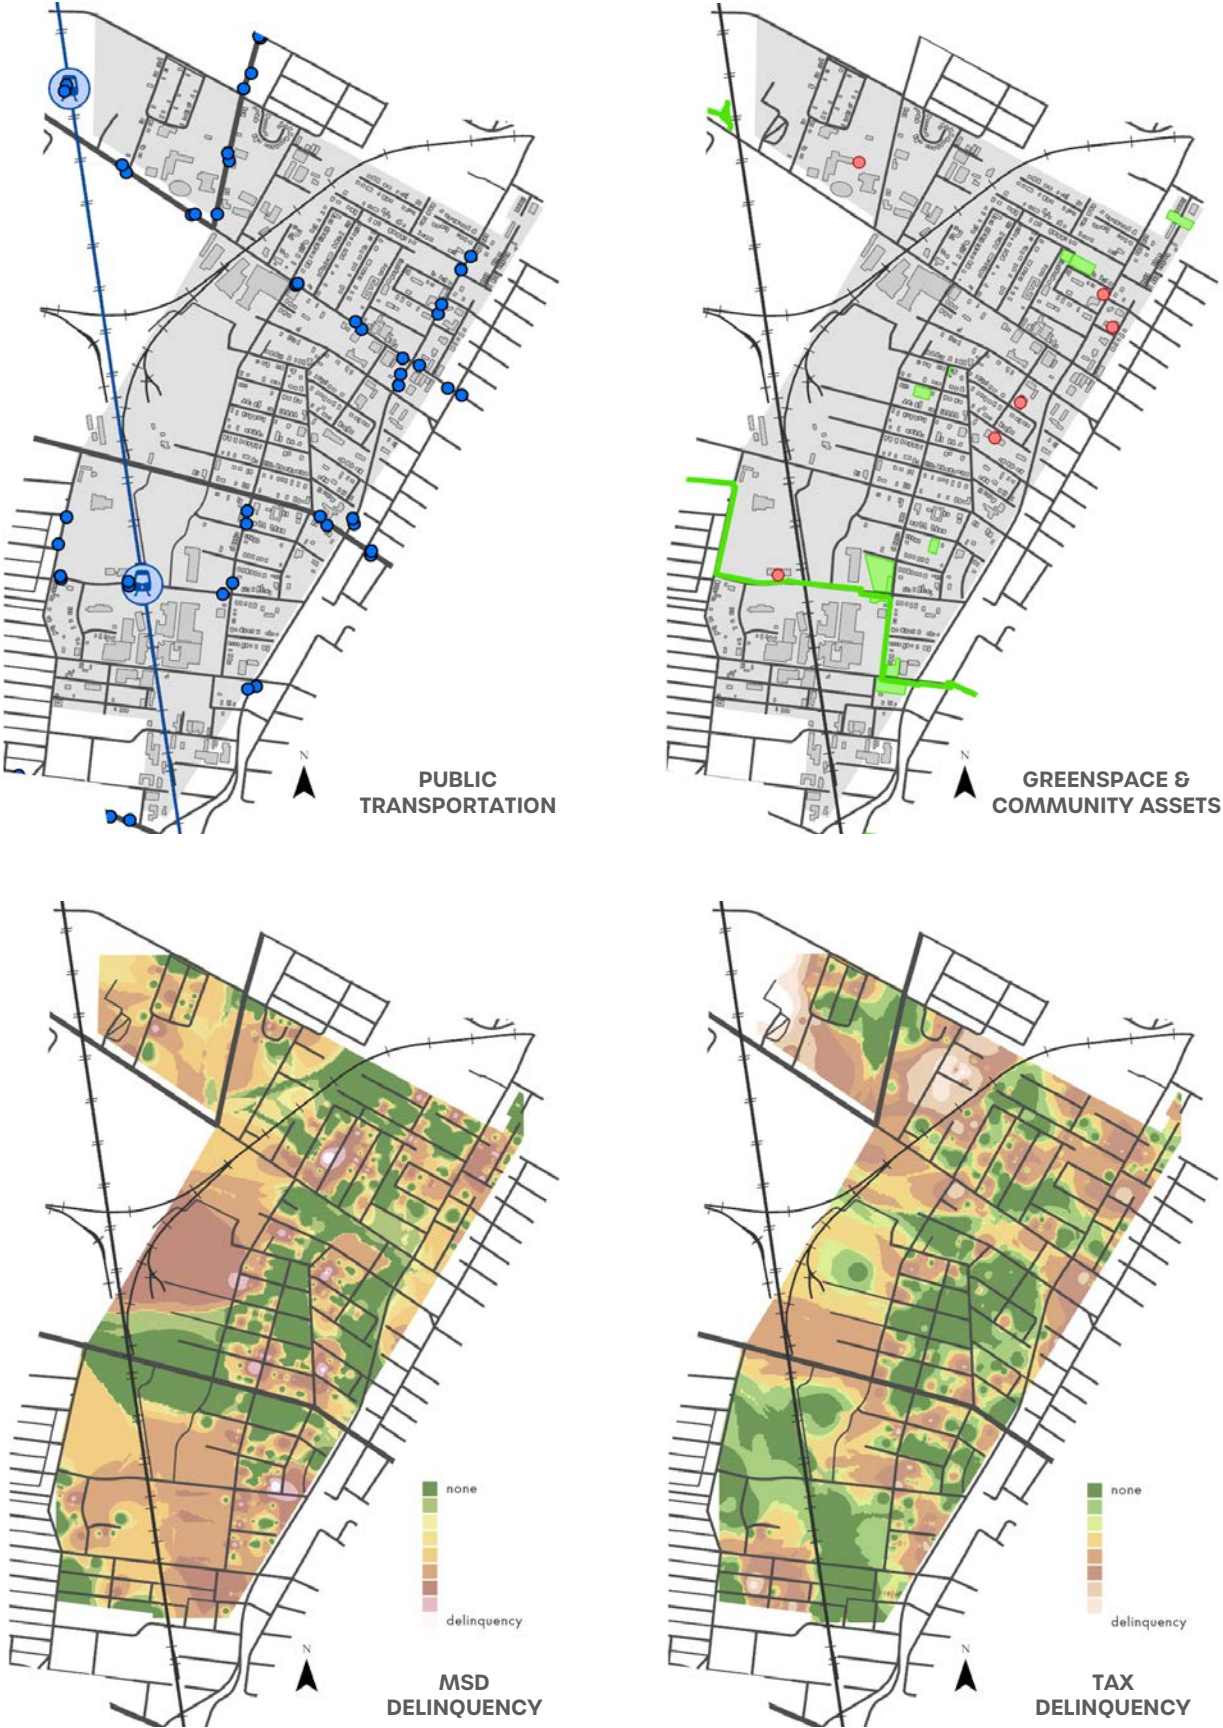 N
PUBLIC
TRANSPORTATION
N
GREENSPACE &
COMMUNITY ASSETS
none
delinquency
N
MSD
DELINQUENCY
none
delinquency
N
TAX
DELINQUENCY